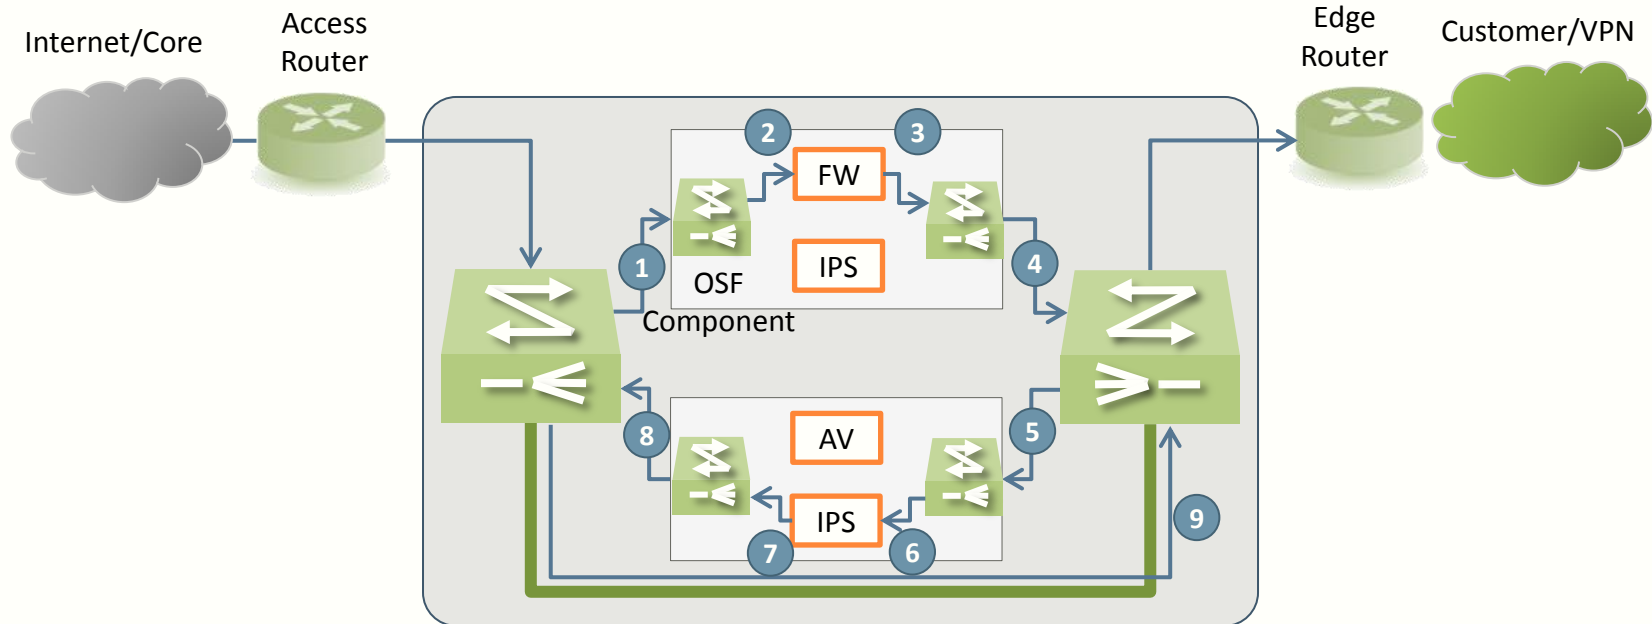 Internet/Core
Access
Router
Edge
Router
Customer/VPN
2
3
FW
1
IPS
4
OSF
Component
AV
8
5
IPS
9
7
6